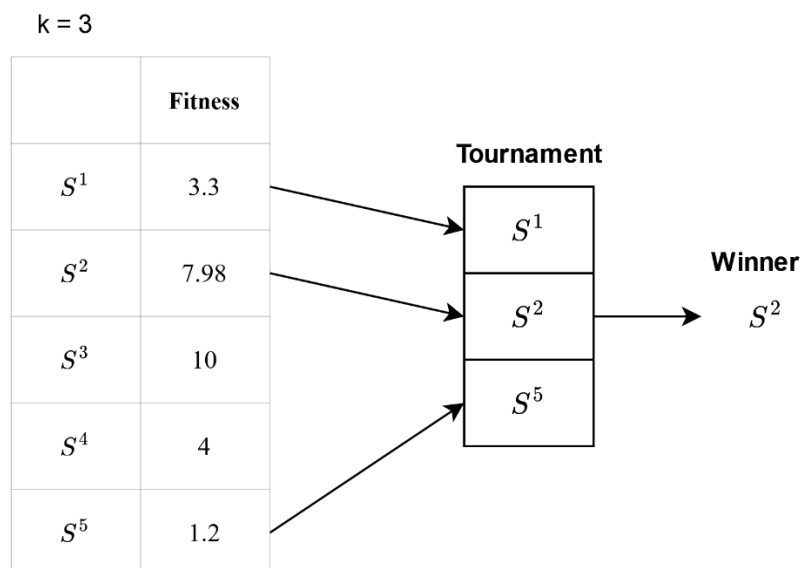 k = 3
Fitness
S^1 3.3
S^2 7.98
S^3 10
S^4 4
S^5 1.2
Tournament
S^1
S^2
S^5
Winner
S^2